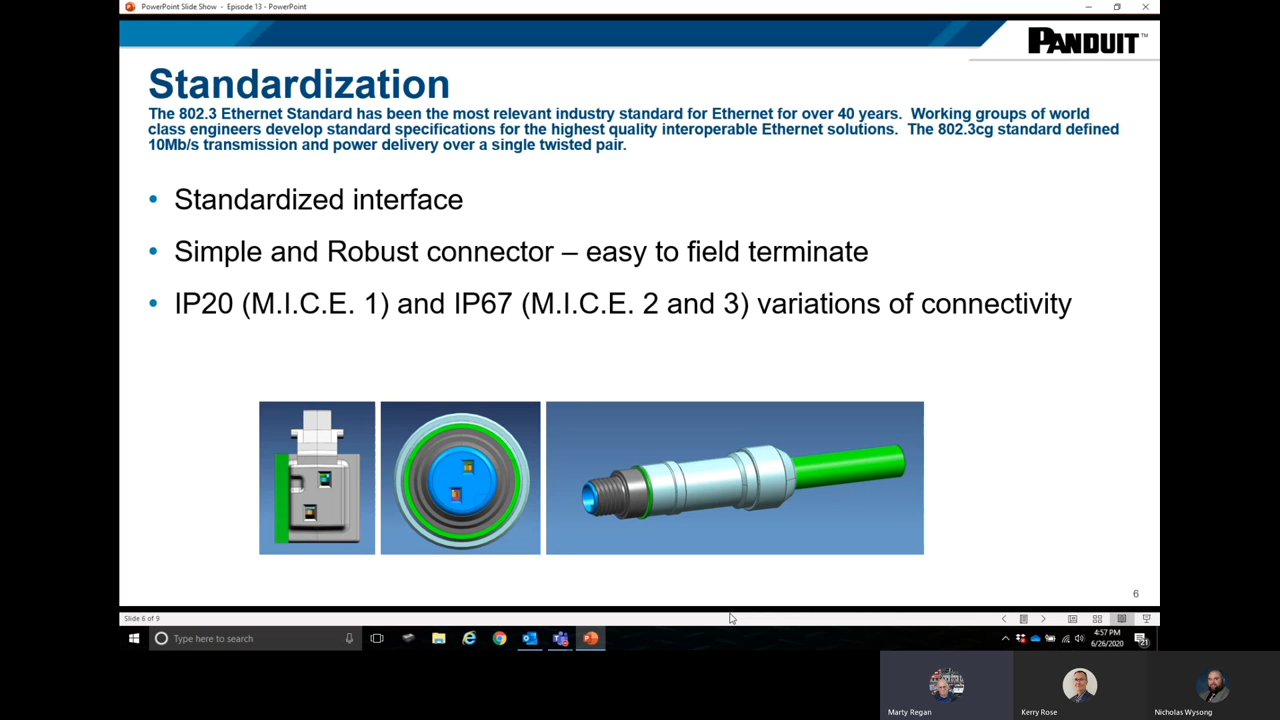 PowerPoint Slide Show - Episode 13 - PowerPoint
PANDUIT™
Standardization
The 802.3 Ethernet Standard has been the most relevant industry standard for Ethernet for over 40 years. Working groups of world
class engineers develop standard specifications for the highest quality interoperable Ethernet solutions. The 802.3cg standard defined
10Mb/s transmission and power delivery over a single twisted pair.
• Standardized interface
• Simple and Robust connector – easy to field terminate
• IP20 (M.I.C.E. 1) and IP67 (M.I.C.E. 2 and 3) variations of connectivity
6
Slide 6 of 9
Type here to search
4:57 PM
6/26/2020
21
Marty Regan
Kerry Rose
Nicholas Wysong